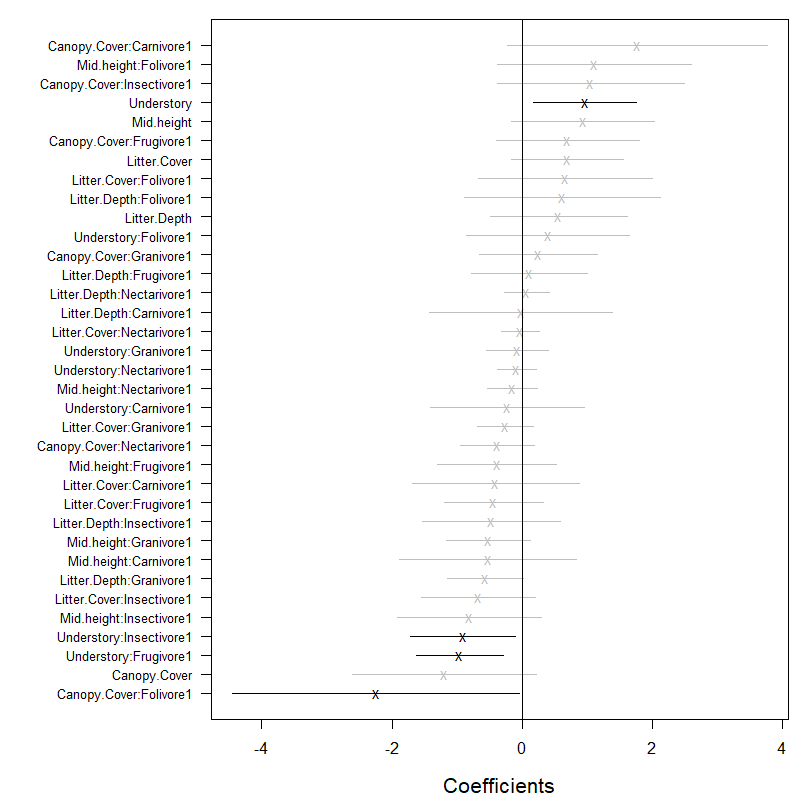 Canopy.Cover:Carnivore1
Mid.height:Folivore1
Canopy.Cover:Insectivore1
Understory
Mid.height
Canopy.Cover:Frugivore1
Litter.Cover
Litter.Cover:Folivore1
Litter.Depth:Folivore1
Litter.Depth
Understory:Folivore1
Canopy.Cover:Granivore1
Litter.Depth:Frugivore1
Litter.Depth:Nectarivore1
Litter.Depth:Carnivore1
Litter.Cover:Nectarivore1
Understory:Granivore1
Understory:Nectarivore1
Mid.height:Nectarivore1
Understory:Carnivore1
Litter.Cover:Granivore1
Canopy.Cover:Nectarivore1
Mid.height:Frugivore1
Litter.Cover:Carnivore1
Litter.Cover:Frugivore1
Litter.Depth:Insectivore1
Mid.height:Granivore1
Mid.height:Carnivore1
Litter.Depth:Granivore1
Litter.Cover:Insectivore1
Mid.height:Insectivore1
Understory:Insectivore1
Understory:Frugivore1
Canopy.Cover
Canopy.Cover:Folivore1
-4 -2 0 2 4
Coefficients